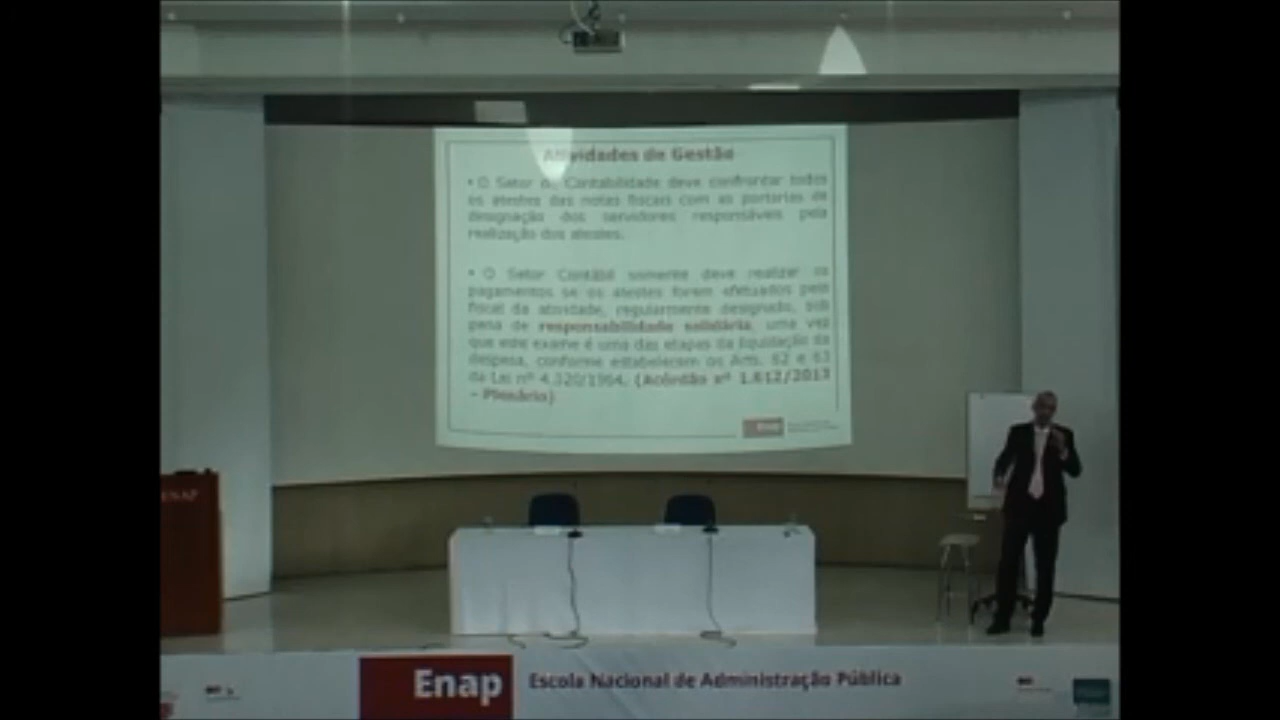 Atividades de Gestão
• O Setor de Contabilidade deve confrontar todos
os atestes das notas fiscais com as portarias de
designação dos servidores responsáveis pela
realização dos atestes.
• O Setor Contábil somente deve realizar os
pagamentos se os atestes forem efetuados pelo
fiscal da atividade, regularmente designado, sob
pena de responsabilidade solidária, uma vez
que este exame é uma das etapas da liquidação da
despesa, conforme estabelecem os Arts. 62 e 63
da Lei nº 4.320/1964. (Acórdão nº 1.612/2013
– Plenário)
Enap
ENAP
Enap Escola Nacional de Administração Pública